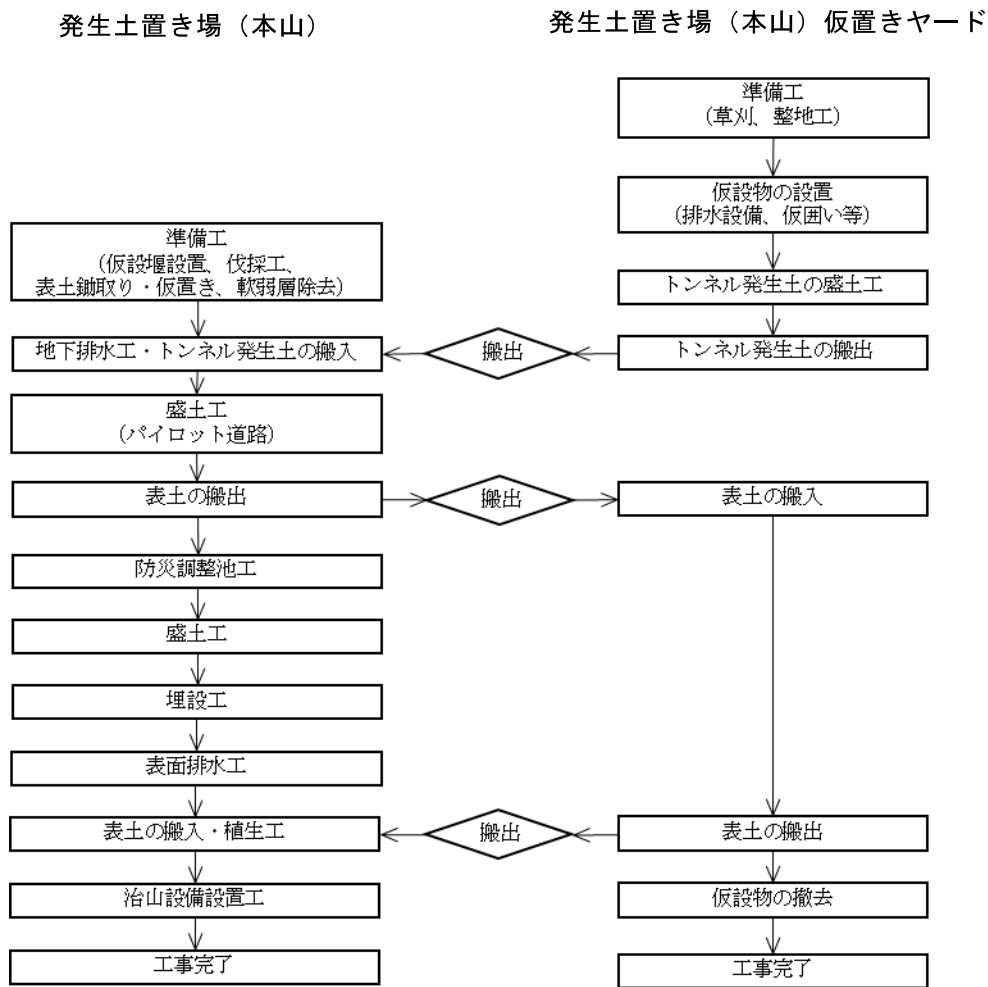 発生土置き場（本山）
準備工
（仮設堰設置、伐採工、
表土鋤取り・仮置き、軟弱層除去）
地下排水工・トンネル発生土の搬入
盛土工
（パイロット道路）
表土の搬出
防災調整池工
盛土工
埋設工
表面排水工
表土の搬入・植生工
治山設備設置工
工事完了
搬出
搬出
搬出
発生土置き場（本山）仮置きヤード
準備工
（草刈、整地工）
仮設物の設置
（排水設備、仮囲い等）
トンネル発生土の盛土工
トンネル発生土の搬出
表土の搬入
表土の搬出
仮設物の撤去
工事完了